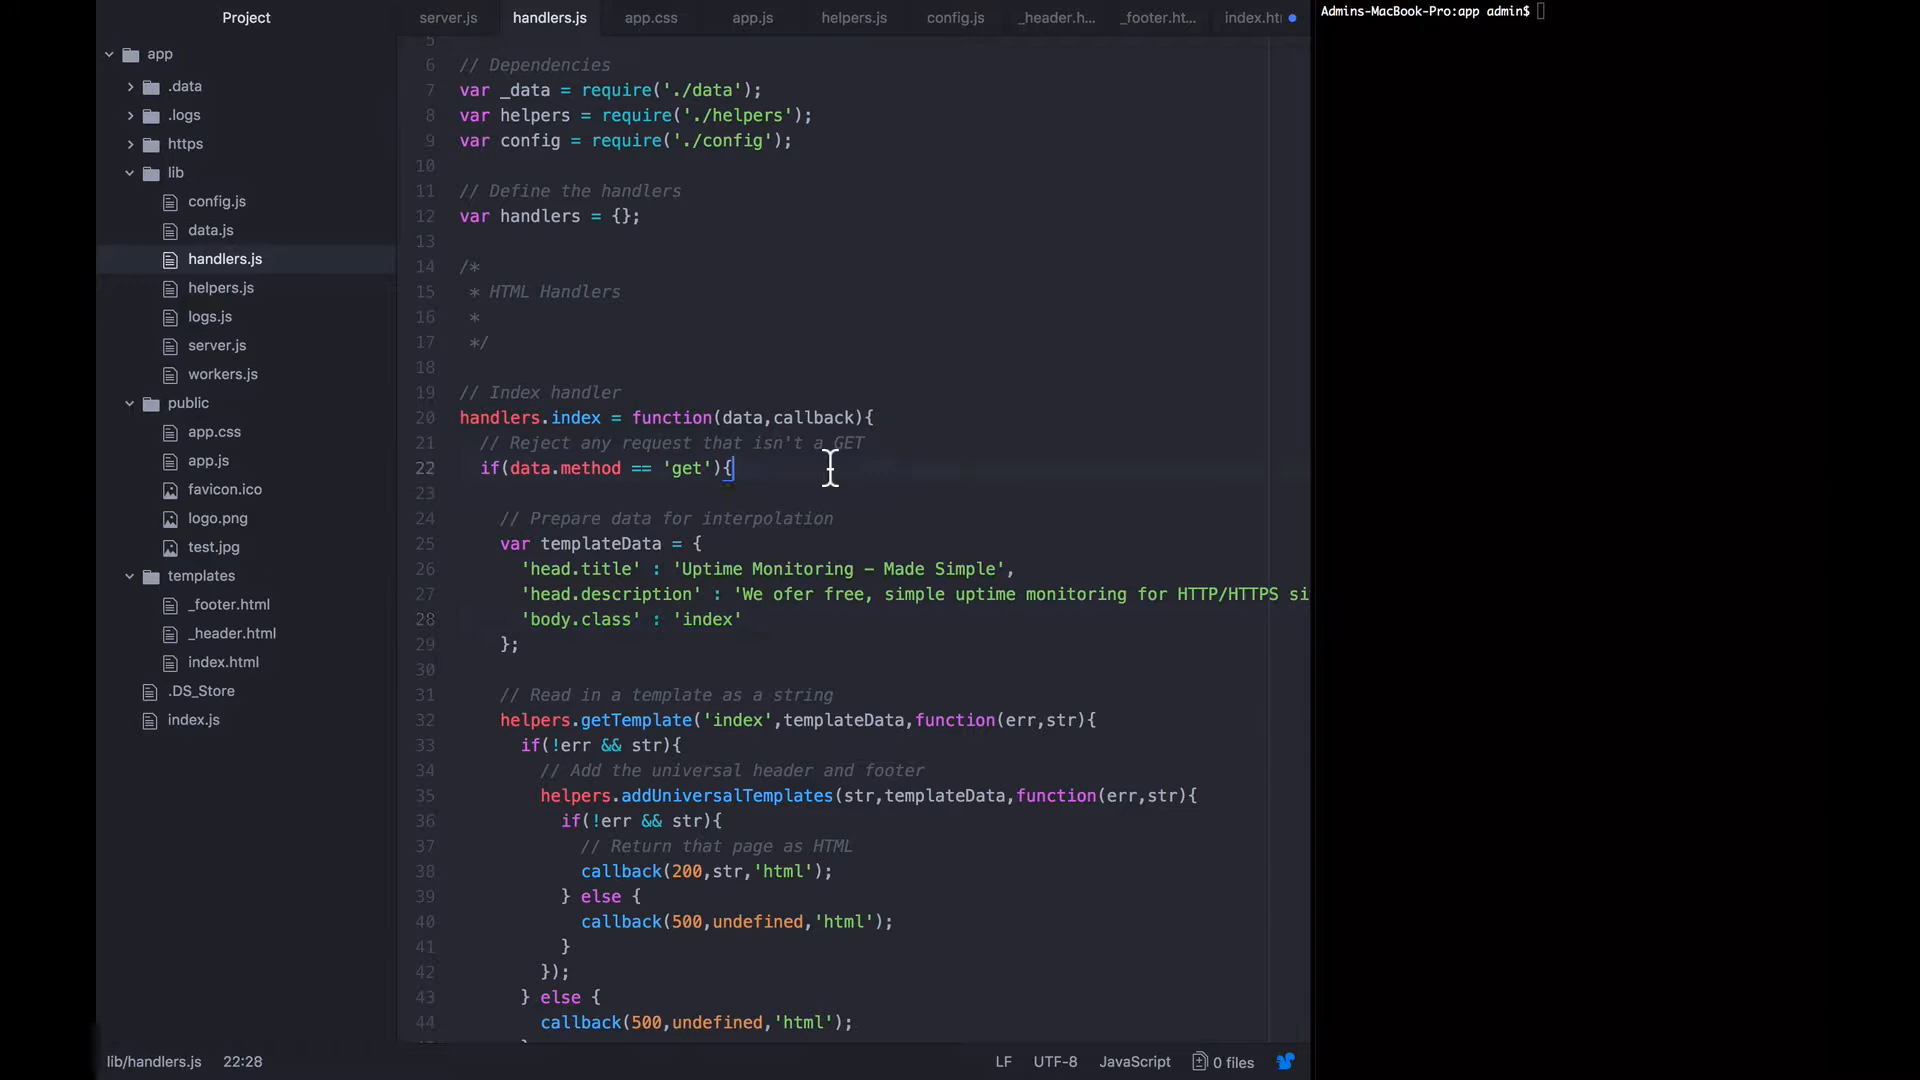 Project
server.js
handlers.js
app.css
app.js
helpers.js
config.js
_header.h...
_footer.ht...
index.ht
Admins-MacBook-Pro:app admin$
app
.data
.logs
https
lib
config.js
data.js
handlers.js
helpers.js
logs.js
server.js
workers.js
public
app.css
app.js
favicon.ico
logo.png
test.jpg
templates
_footer.html
_header.html
index.html
.DS_Store
index.js
5
6 // Dependencies
7 var _data = require('./data');
8 var helpers = require('./helpers');
9 var config = require('./config');
10
11 // Define the handlers
12 var handlers = {};
13
14 /*
15 * HTML Handlers
16 *
17 */
18
19 // Index handler
20 handlers.index = function(data,callback){
21 // Reject any request that isn't a GET
22 if(data.method == 'get'){
23
24 // Prepare data for interpolation
25 var templateData = {
26 'head.title' : 'Uptime Monitoring - Made Simple',
27 'head.description' : 'We ofer free, simple uptime monitoring for HTTP/HTTPS si
28 'body.class' : 'index'
29 };
30
31 // Read in a template as a string
32 helpers.getTemplate('index',templateData,function(err,str){
33 if(!err && str){
34 // Add the universal header and footer
35 helpers.addUniversalTemplates(str,templateData,function(err,str){
36 if(!err && str){
37 // Return that page as HTML
38 callback(200,str,'html');
39 } else {
40 callback(500,undefined,'html');
41 }
42 });
43 } else {
44 callback(500,undefined,'html');
lib/handlers.js 22:28
LF UTF-8 JavaScript 0 files